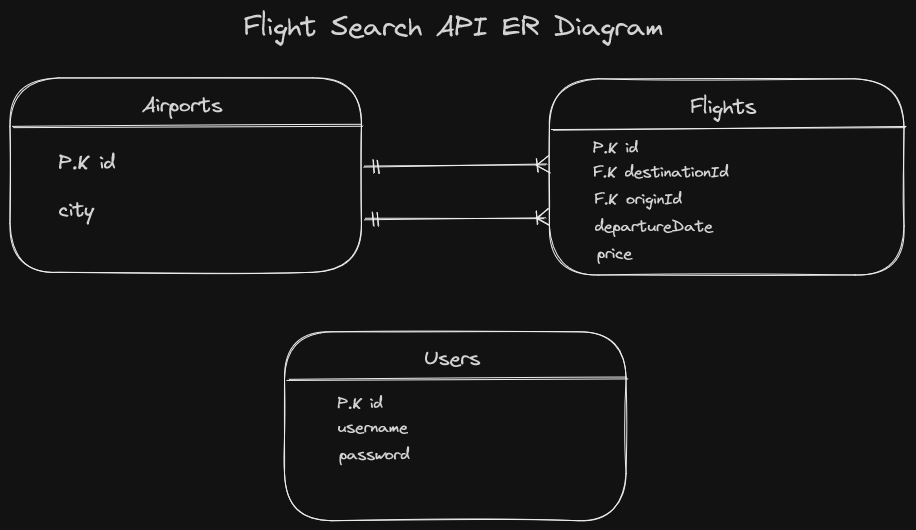 Flight Search API ER Diagram
Airports
P.K id
city
Flights
P.K id
F.K destinationId
F.K originId
departureDate
price
Users
P.K id
username
password